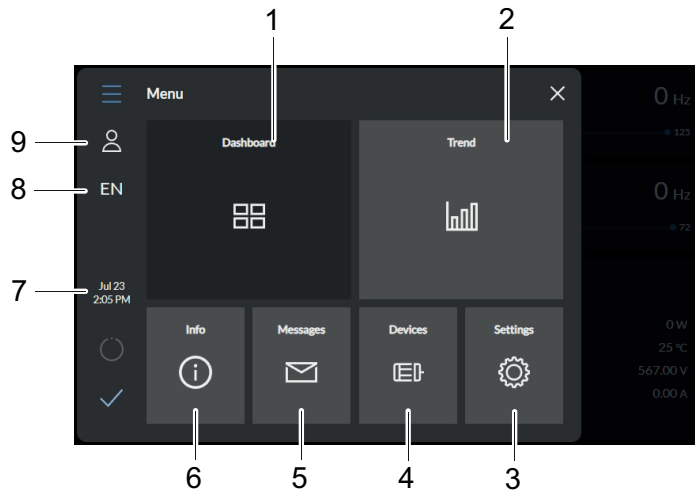 1
2
Menu
0 Hz
125
9
Dashboard
Trend
8
EN
0 Hz
72
7
Jul 23
2:05 PM
Info
Messages
Devices
Settings
0 W
25 °C
567.00 V
0.00 A
6
5
4
3